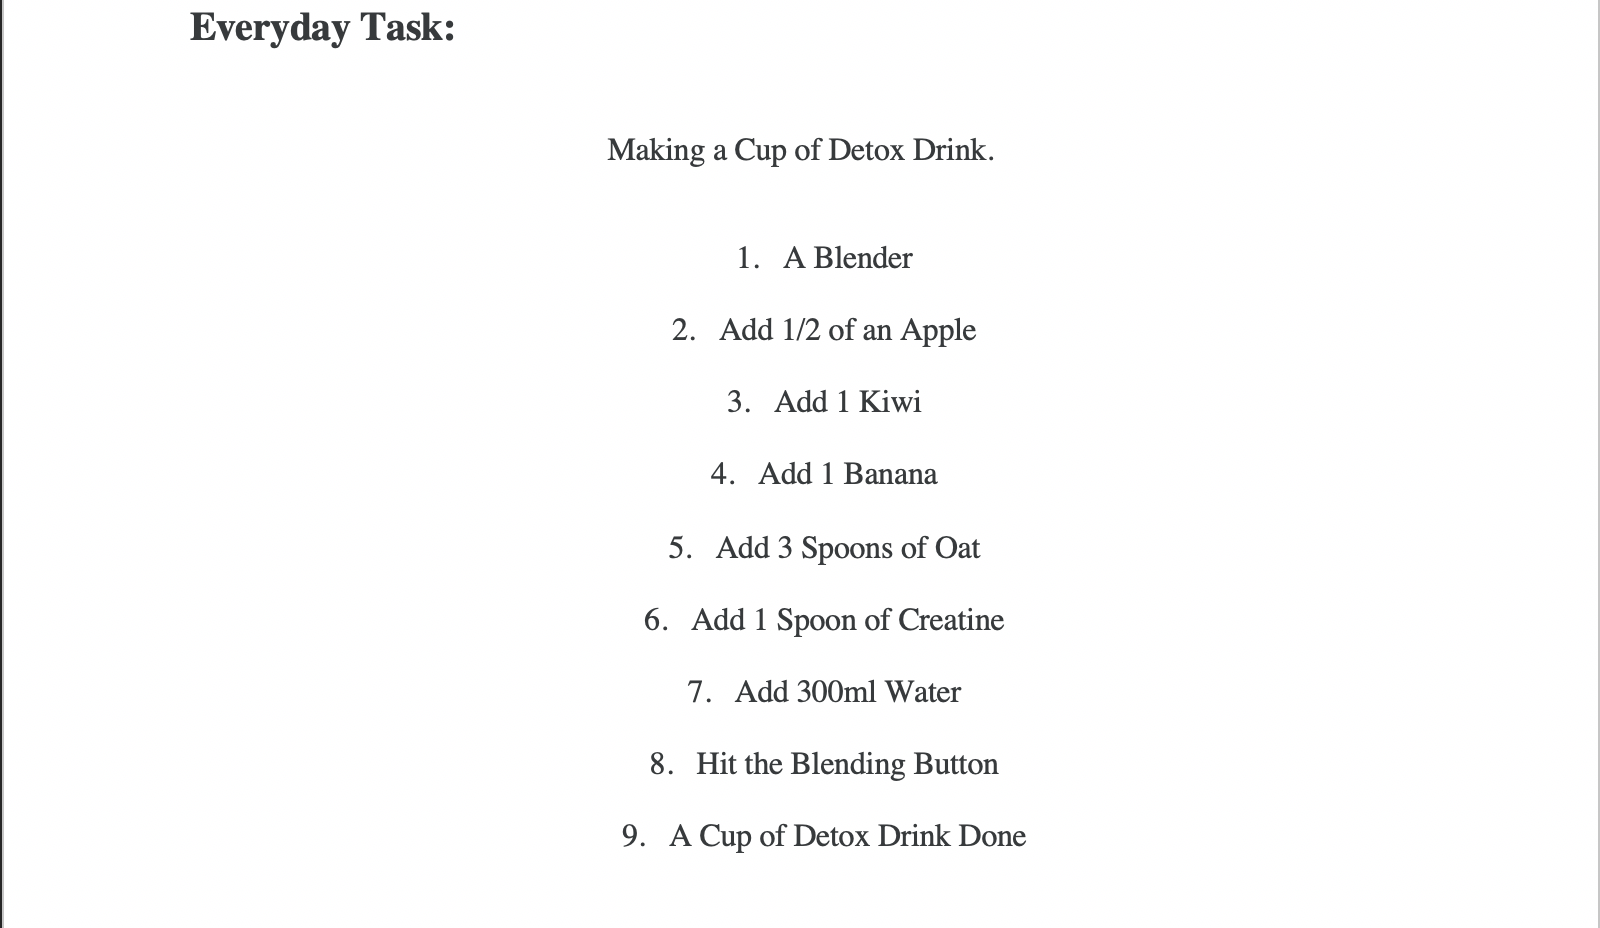 Everyday Task:
Making a Cup of Detox Drink.
1. A Blender
2. Add 1/2 of an Apple
3. Add 1 Kiwi
4. Add 1 Banana
5. Add 3 Spoons of Oat
6. Add 1 Spoon of Creatine
7. Add 300ml Water
8. Hit the Blending Button
9. A Cup of Detox Drink Done